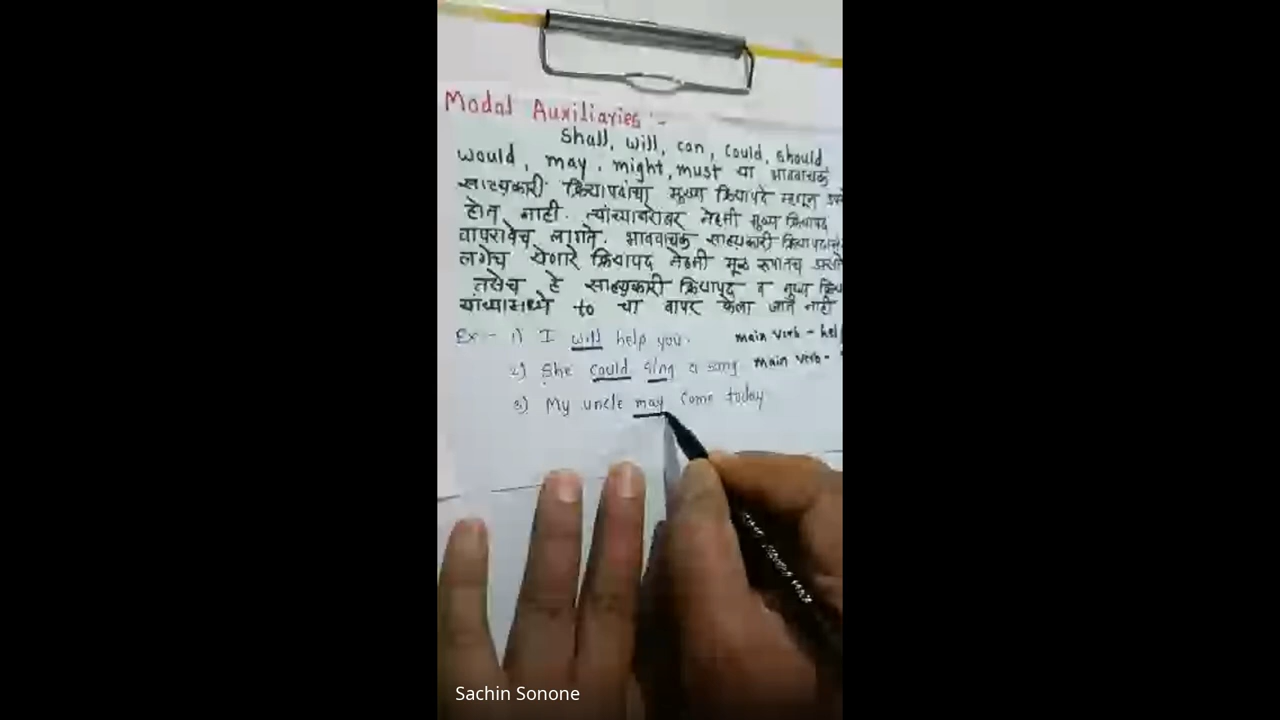 Modal Auxiliaries :-
Shall, will, can, could, should
would, may, might, must या भाववाचक
साहय्यकारी क्रियापदांचा मुख्य क्रियापदे म्हणून
होत नाही. त्यांच्याबरोबर नेहमी मुख्य क्रियापद
वापरावेच लागते. भाववाचक साहय्यकारी
लगेच येणारे क्रियापद नेहमी मूळ रूपातच
तसेच हे साहय्यकारी क्रियापद व मुख्य
यांच्यामध्ये to चा वापर केला जात नाही
Ex :- 1) I will help you. main verb - hel
2) She could sing a song main verb -
3) My uncle may come today
Sachin Sonone